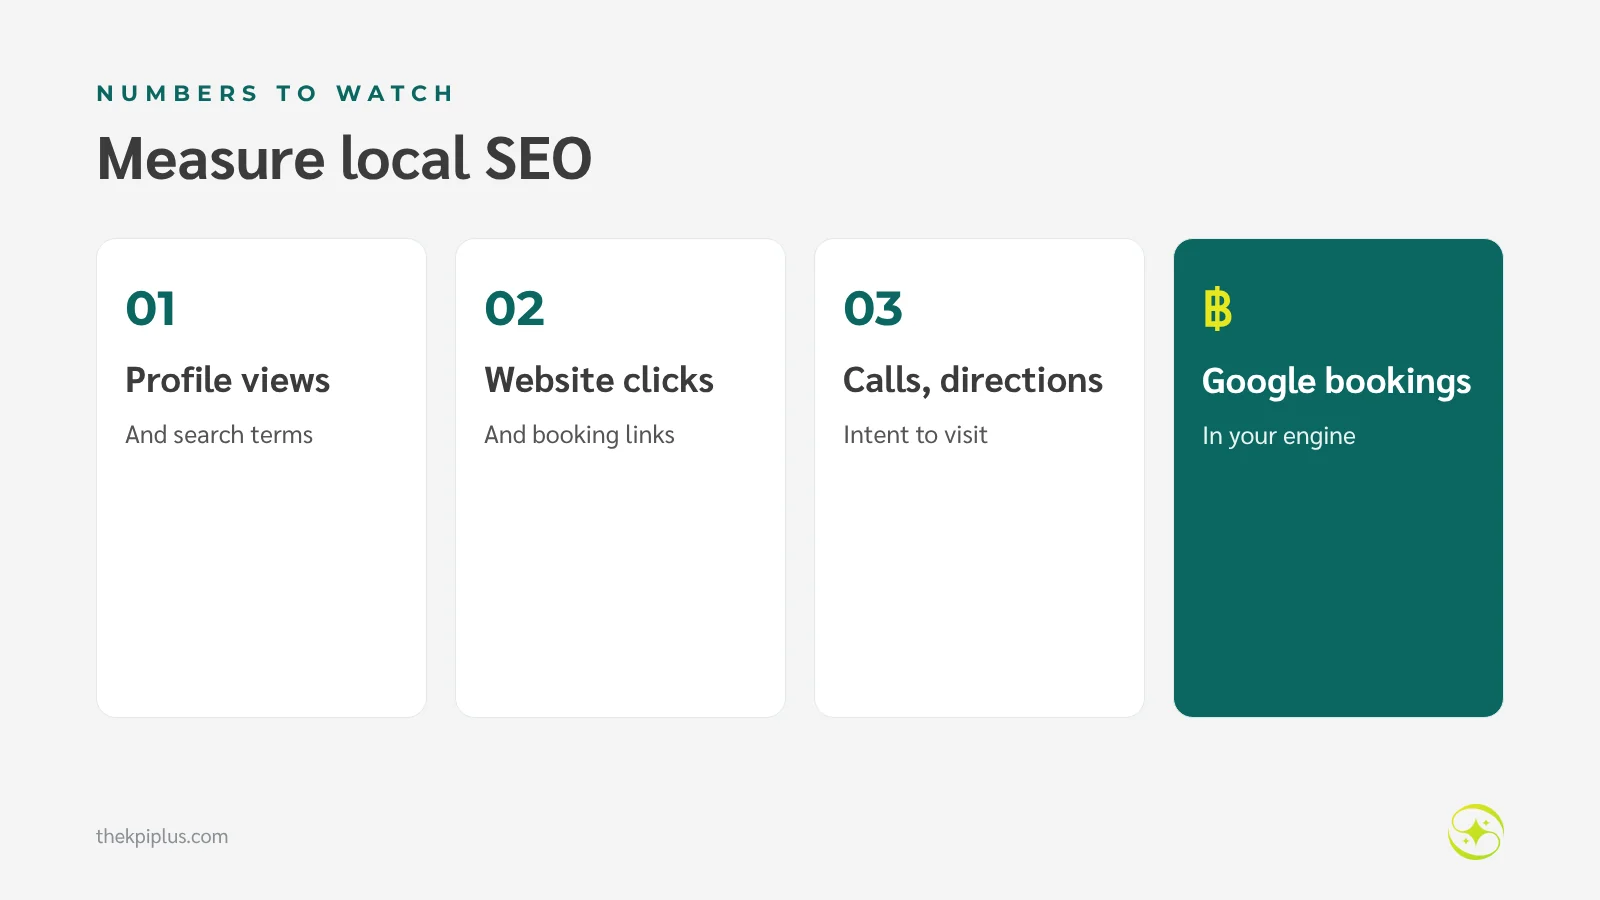 NUMBERS TO WATCH
Measure local SEO
01
Profile views
And search terms
02
Website clicks
And booking links
03
Calls, directions
Intent to visit
฿
Google bookings
In your engine
thekpiplus.com